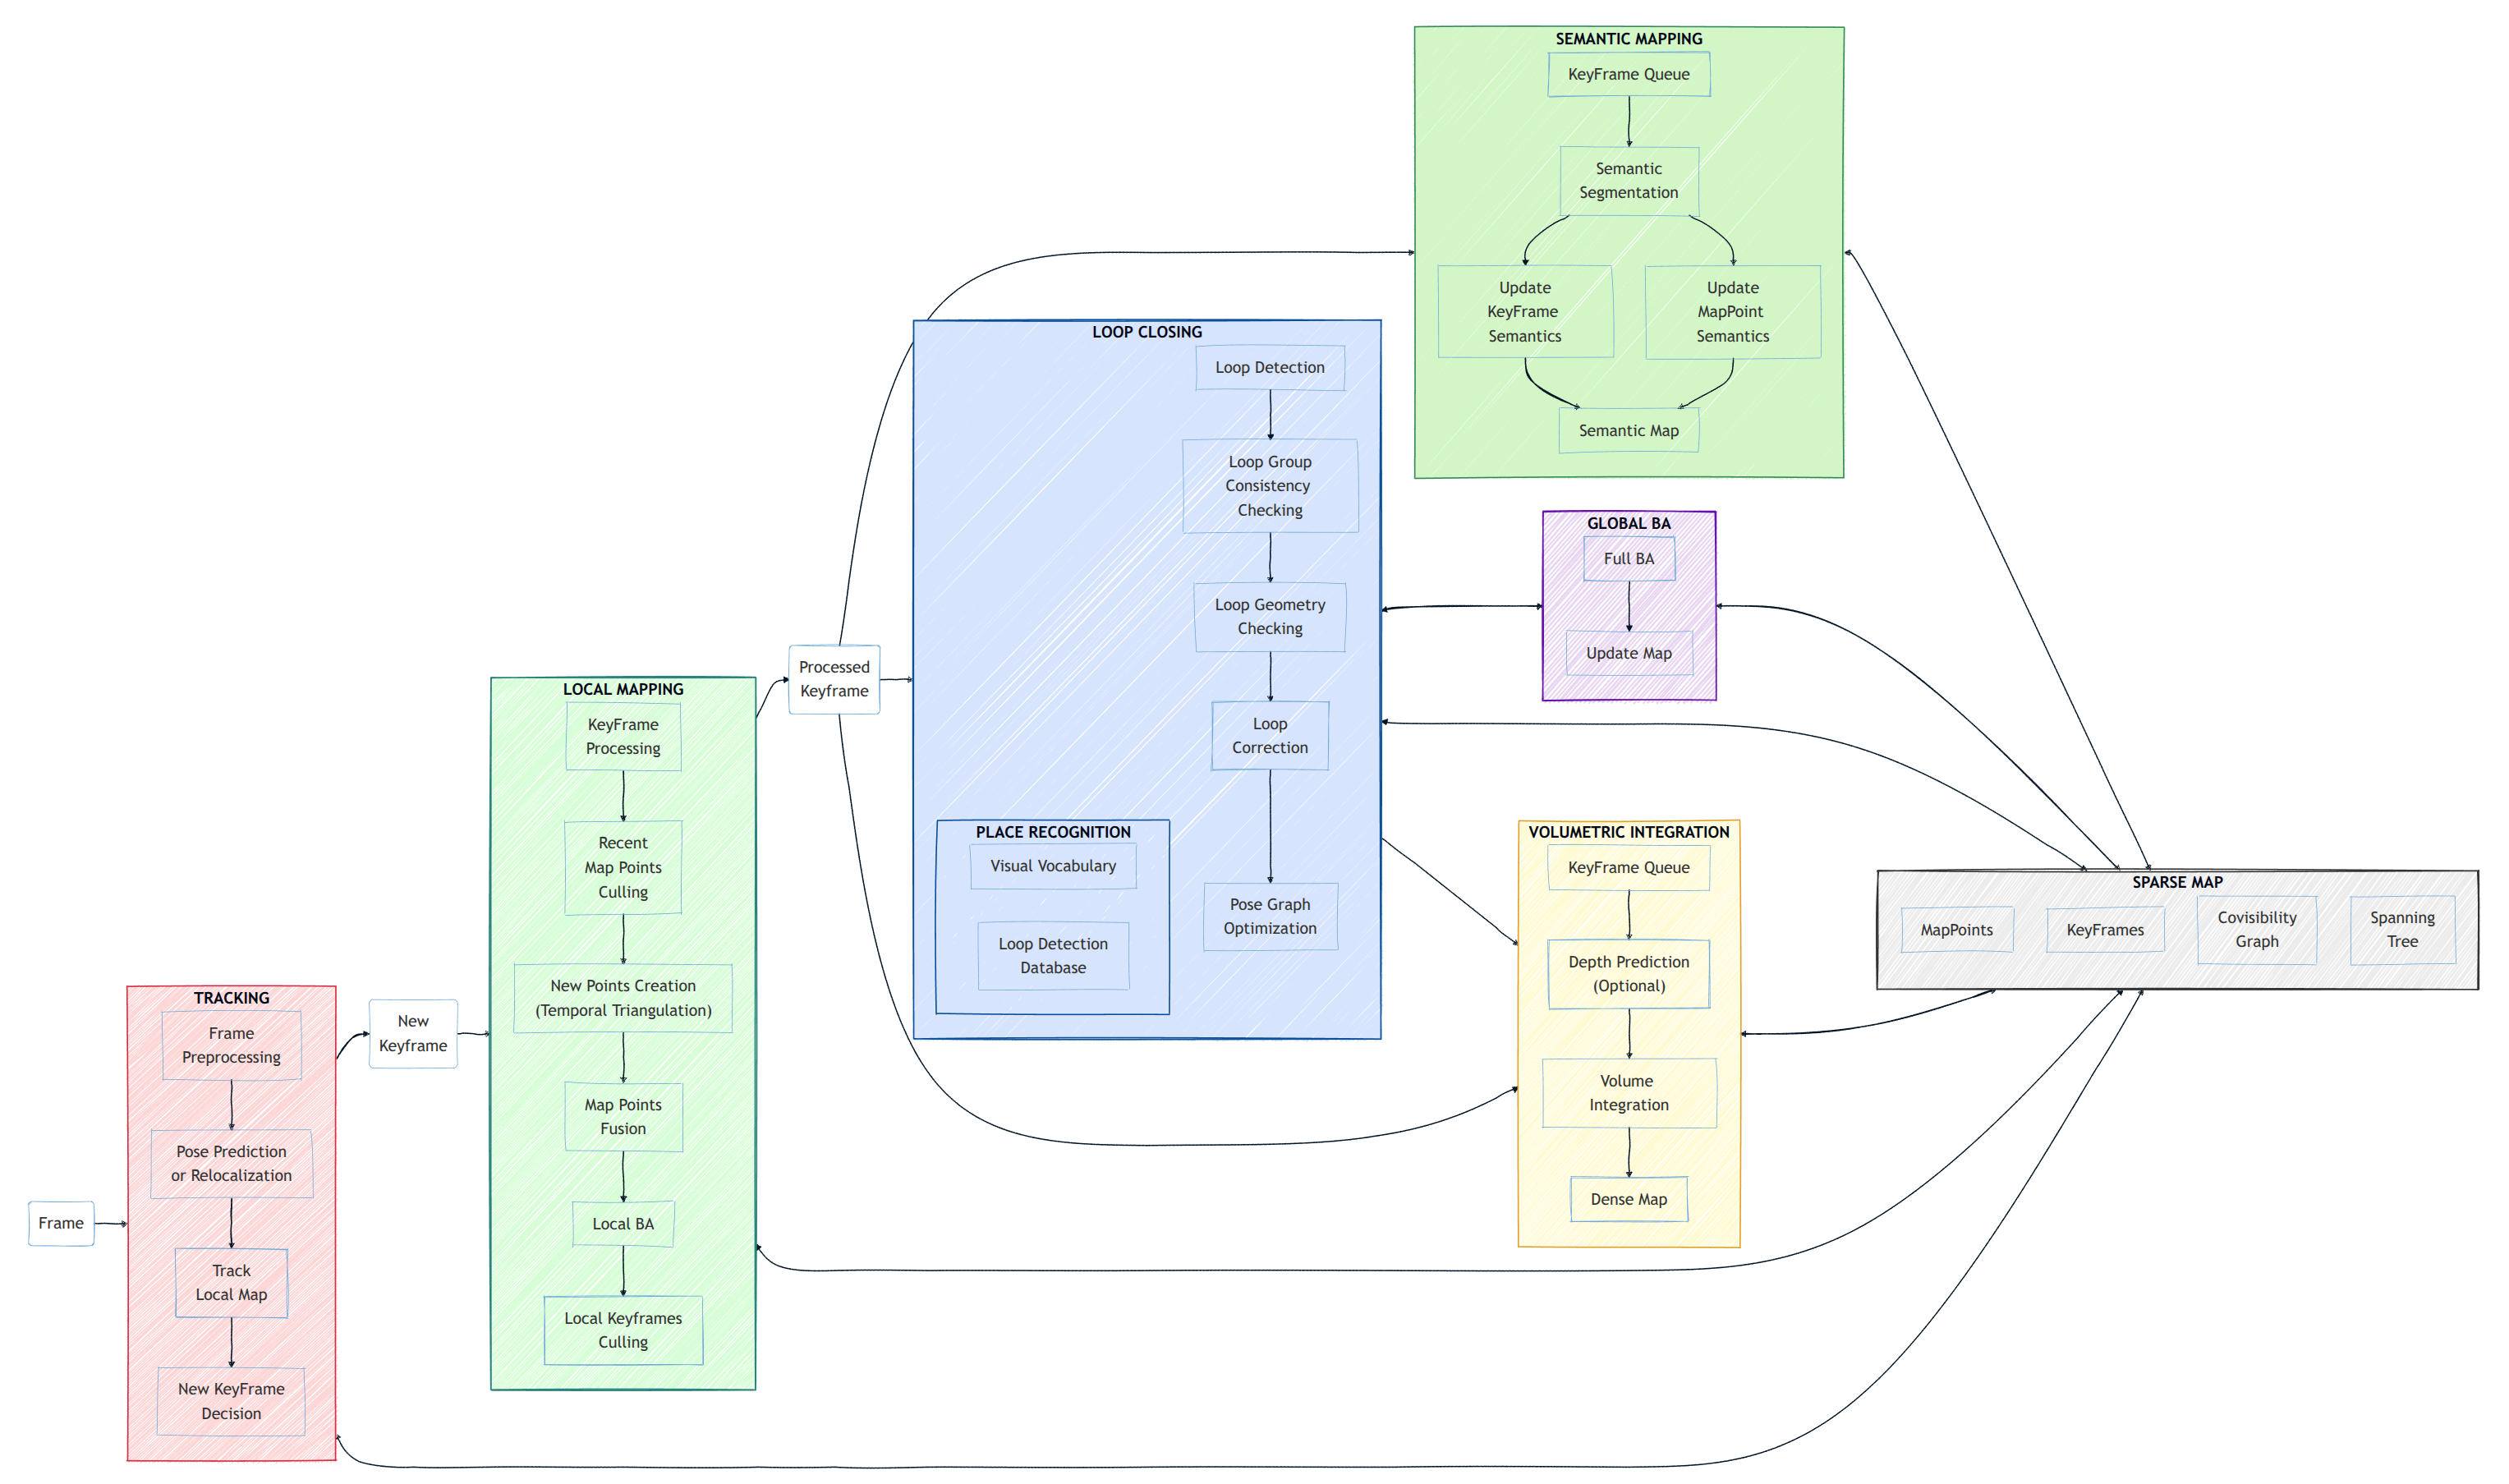 SEMANTIC MAPPING
KeyFrame Queue
Semantic
Segmentation
Update
KeyFrame
Semantics
Update
MapPoint
Semantics
Semantic Map
LOOP CLOSING
Loop Detection
Loop Group
Consistency
Checking
Loop Geometry
Checking
Loop
Correction
Pose Graph
Optimization
PLACE RECOGNITION
Visual Vocabulary
Loop Detection
Database
GLOBAL BA
Full BA
Update Map
Processed
Keyframe
LOCAL MAPPING
KeyFrame
Processing
Recent
Map Points
Culling
New Points Creation
(Temporal Triangulation)
Map Points
Fusion
Local BA
Local Keyframes
Culling
VOLUMETRIC INTEGRATION
KeyFrame Queue
Depth Prediction
(Optional)
Volume
Integration
Dense Map
SPARSE MAP
MapPoints
KeyFrames
Covisibility
Graph
Spanning
Tree
TRACKING
Frame
Preprocessing
Pose Prediction
or Relocalization
Track
Local Map
New KeyFrame
Decision
New
Keyframe
Frame